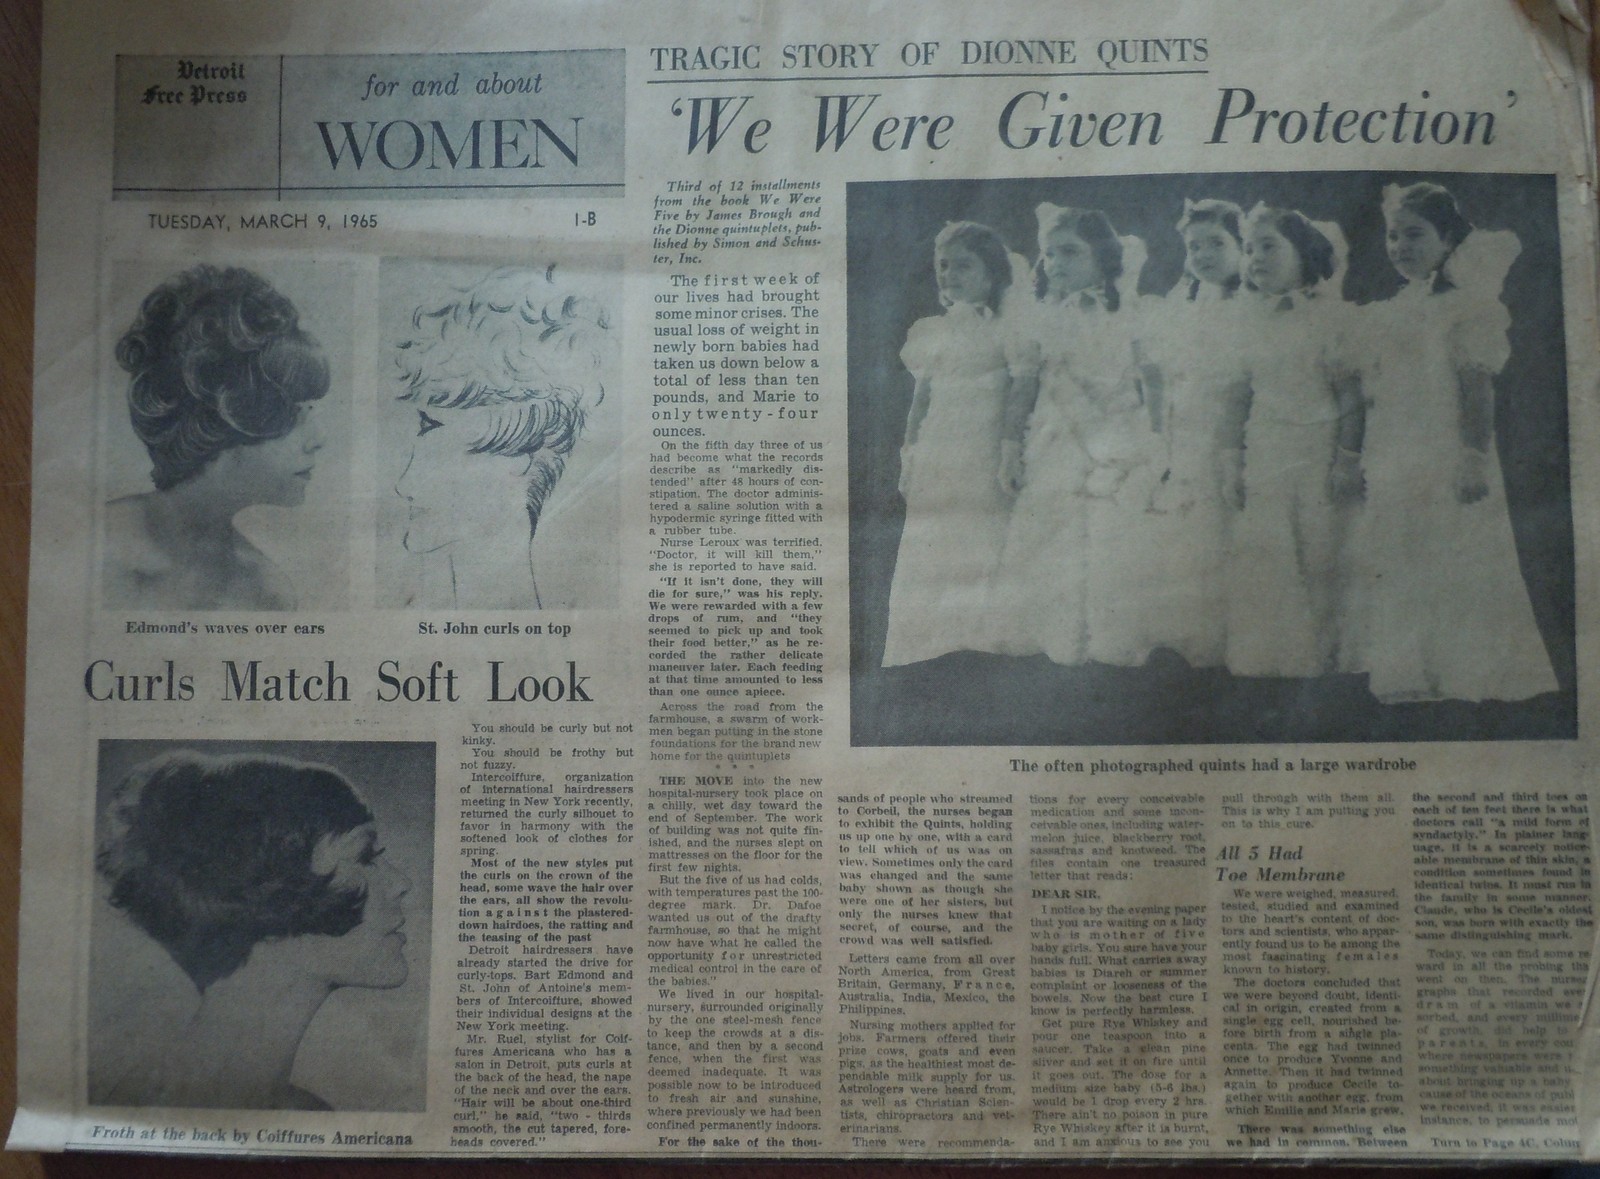 Detroit
Free Press
for and about
WOMEN
TUESDAY, MARCH 9, 1965
1-B
Edmond's waves over ears
St. John curls on top
Curls Match Soft Look
Froth at the back by Coiffures Americana
You should be curly but not
kinky.
You should be frothy but
not fuzzy.
Intercoiffure, organization
of international hairdressers
meeting in New York recently,
returned the curly silhouet to
favor in harmony with the
softened look of clothes for
spring.
Most of the new styles put
the curls on the crown of the
head, some wave the hair over
the ears, all show the revolu-
tion against the plastered-
down hairdoes, the ratting and
the teasing of the past
Detroit hairdressers have
already started the drive for
curly-tops. Bart Edmond and
St. John of Antoine's mem-
bers of Intercoiffure, showed
their individual designs at the
New York meeting.
Mr. Ruel, stylist for Coif-
fures Americana who has a
salon in Detroit, puts curls at
the back of the head, the nape
of the neck and over the ears.
"Hair will be about one-third
curl," he said, "two - thirds
smooth, the cut tapered, fore-
heads covered."
TRAGIC STORY OF DIONNE QUINTS
'We Were Given Protection'
Third of 12 installments
from the book We Were
Five by James Brough and
the Dionne quintuplets, pub-
lished by Simon and Schus-
ter, Inc.
The first week of
our lives had brought
some minor crises. The
usual loss of weight in
newly born babies had
taken us down below a
total of less than ten
pounds, and Marie to
only twenty - four
ounces.
On the fifth day three of us
had become what the records
describe as "markedly dis-
tended" after 48 hours of con-
stipation. The doctor adminis-
tered a saline solution with a
hypodermic syringe fitted with
a rubber tube.
Nurse Leroux was terrified.
"Doctor, it will kill them,"
she is reported to have said.
"If it isn't done, they will
die for sure," was his reply.
We were rewarded with a few
drops of rum, and "they
seemed to pick up and took
their food better," as he re-
corded the rather delicate
maneuver later. Each feeding
at that time amounted to less
than one ounce apiece.
Across the road from the
farmhouse, a swarm of work-
men began putting in the stone
foundations for the brand new
home for the quintuplets
* * *
THE MOVE into the new
hospital-nursery took place on
a chilly, wet day toward the
end of September. The work
of building was not quite fin-
ished, and the nurses slept on
mattresses on the floor for the
first few nights.
But the five of us had colds,
with temperatures past the 100-
degree mark. Dr. Dafoe
wanted us out of the drafty
farmhouse, so that he might
now have what he called the
opportunity for unrestricted
medical control in the care of
the babies."
We lived in our hospital-
nursery, surrounded originally
by the one steel-mesh fence
to keep the crowds at a dis-
tance, and then by a second
fence, when the first was
deemed inadequate. It was
possible now to be introduced
to fresh air and sunshine,
where previously we had been
confined permanently indoors.
For the sake of the thou-
The often photographed quints had a large wardrobe
sands of people who streamed
to Corbeil, the nurses began
to exhibit the Quints, holding
us up one by one, with a card
to tell which of us was on
view. Sometimes only the card
was changed and the same
baby shown as though she
were one of her sisters, but
only the nurses knew that
secret, of course, and the
crowd was well satisfied.
Letters came from all over
North America, from Great
Britain, Germany, France,
Australia, India, Mexico, the
Philippines.
Nursing mothers applied for
jobs. Farmers offered their
prize cows, goats and even
pigs, as the healthiest most de-
pendable milk supply for us.
Astrologers were heard from,
as well as Christian Scien-
tists, chiropractors and vet-
erinarians.
There were recommenda-
tions for every conceivable
medication and some incon-
ceivable ones, including water-
melon juice, blackberry root,
sassafras and knotweed. The
files contain one treasured
letter that reads:
DEAR SIR,
I notice by the evening paper
that you are waiting on a lady
who is mother of five
baby girls. You sure have your
hands full. What carries away
babies is Diareh or summer
complaint or looseness of the
bowels. Now the best cure I
know is perfectly harmless.
Get pure Rye Whiskey and
pour one teaspoon into a
saucer. Take a clean pine
sliver and set it on fire until
it goes out. The dose for a
medium size baby (5-6 lbs.)
would be 1 drop every 2 hrs.
There ain't no poison in pure
Rye Whiskey after it is burnt,
and I am anxious to see you
pull through with them all.
This is why I am putting you
on to this cure.
All 5 Had
Toe Membrane
We were weighed, measured,
tested, studied and examined
to the heart's content of doc-
tors and scientists, who appar-
ently found us to be among the
most fascinating females
known to history.
The doctors concluded that
we were beyond doubt, identi-
cal in origin, created from a
single egg cell, nourished be-
fore birth from a single pla-
centa. The egg had twinned
once to produce Yvonne and
Annette. Then it had twinned
again to produce Cecile to-
gether with another egg, from
which Emilie and Marie grew.
There was something else
we had in common. Between
the second and third toes on
each of ten feet there is what
doctors call "a mild form of
syndactyly." In plainer lang-
uage, it is a scarcely notice-
able membrane of thin skin, a
condition sometimes found in
identical twins. It must run in
the family in some manner.
Claude, who is Cecile's oldest
son, was born with exactly the
same distinguishing mark.
Today, we can find some re
ward in all the probing tha
went on then. The nurses
graphs that recorded ever
dram of a vitamin we
sorbed, and every millime
of growth, did help to
parents, in every cou
where newspapers were
something valuable and u
about bringing up a baby
cause of the oceans of publ
we received, it was easier
instance, to persuade mot
Turn to Page 4C, Colum